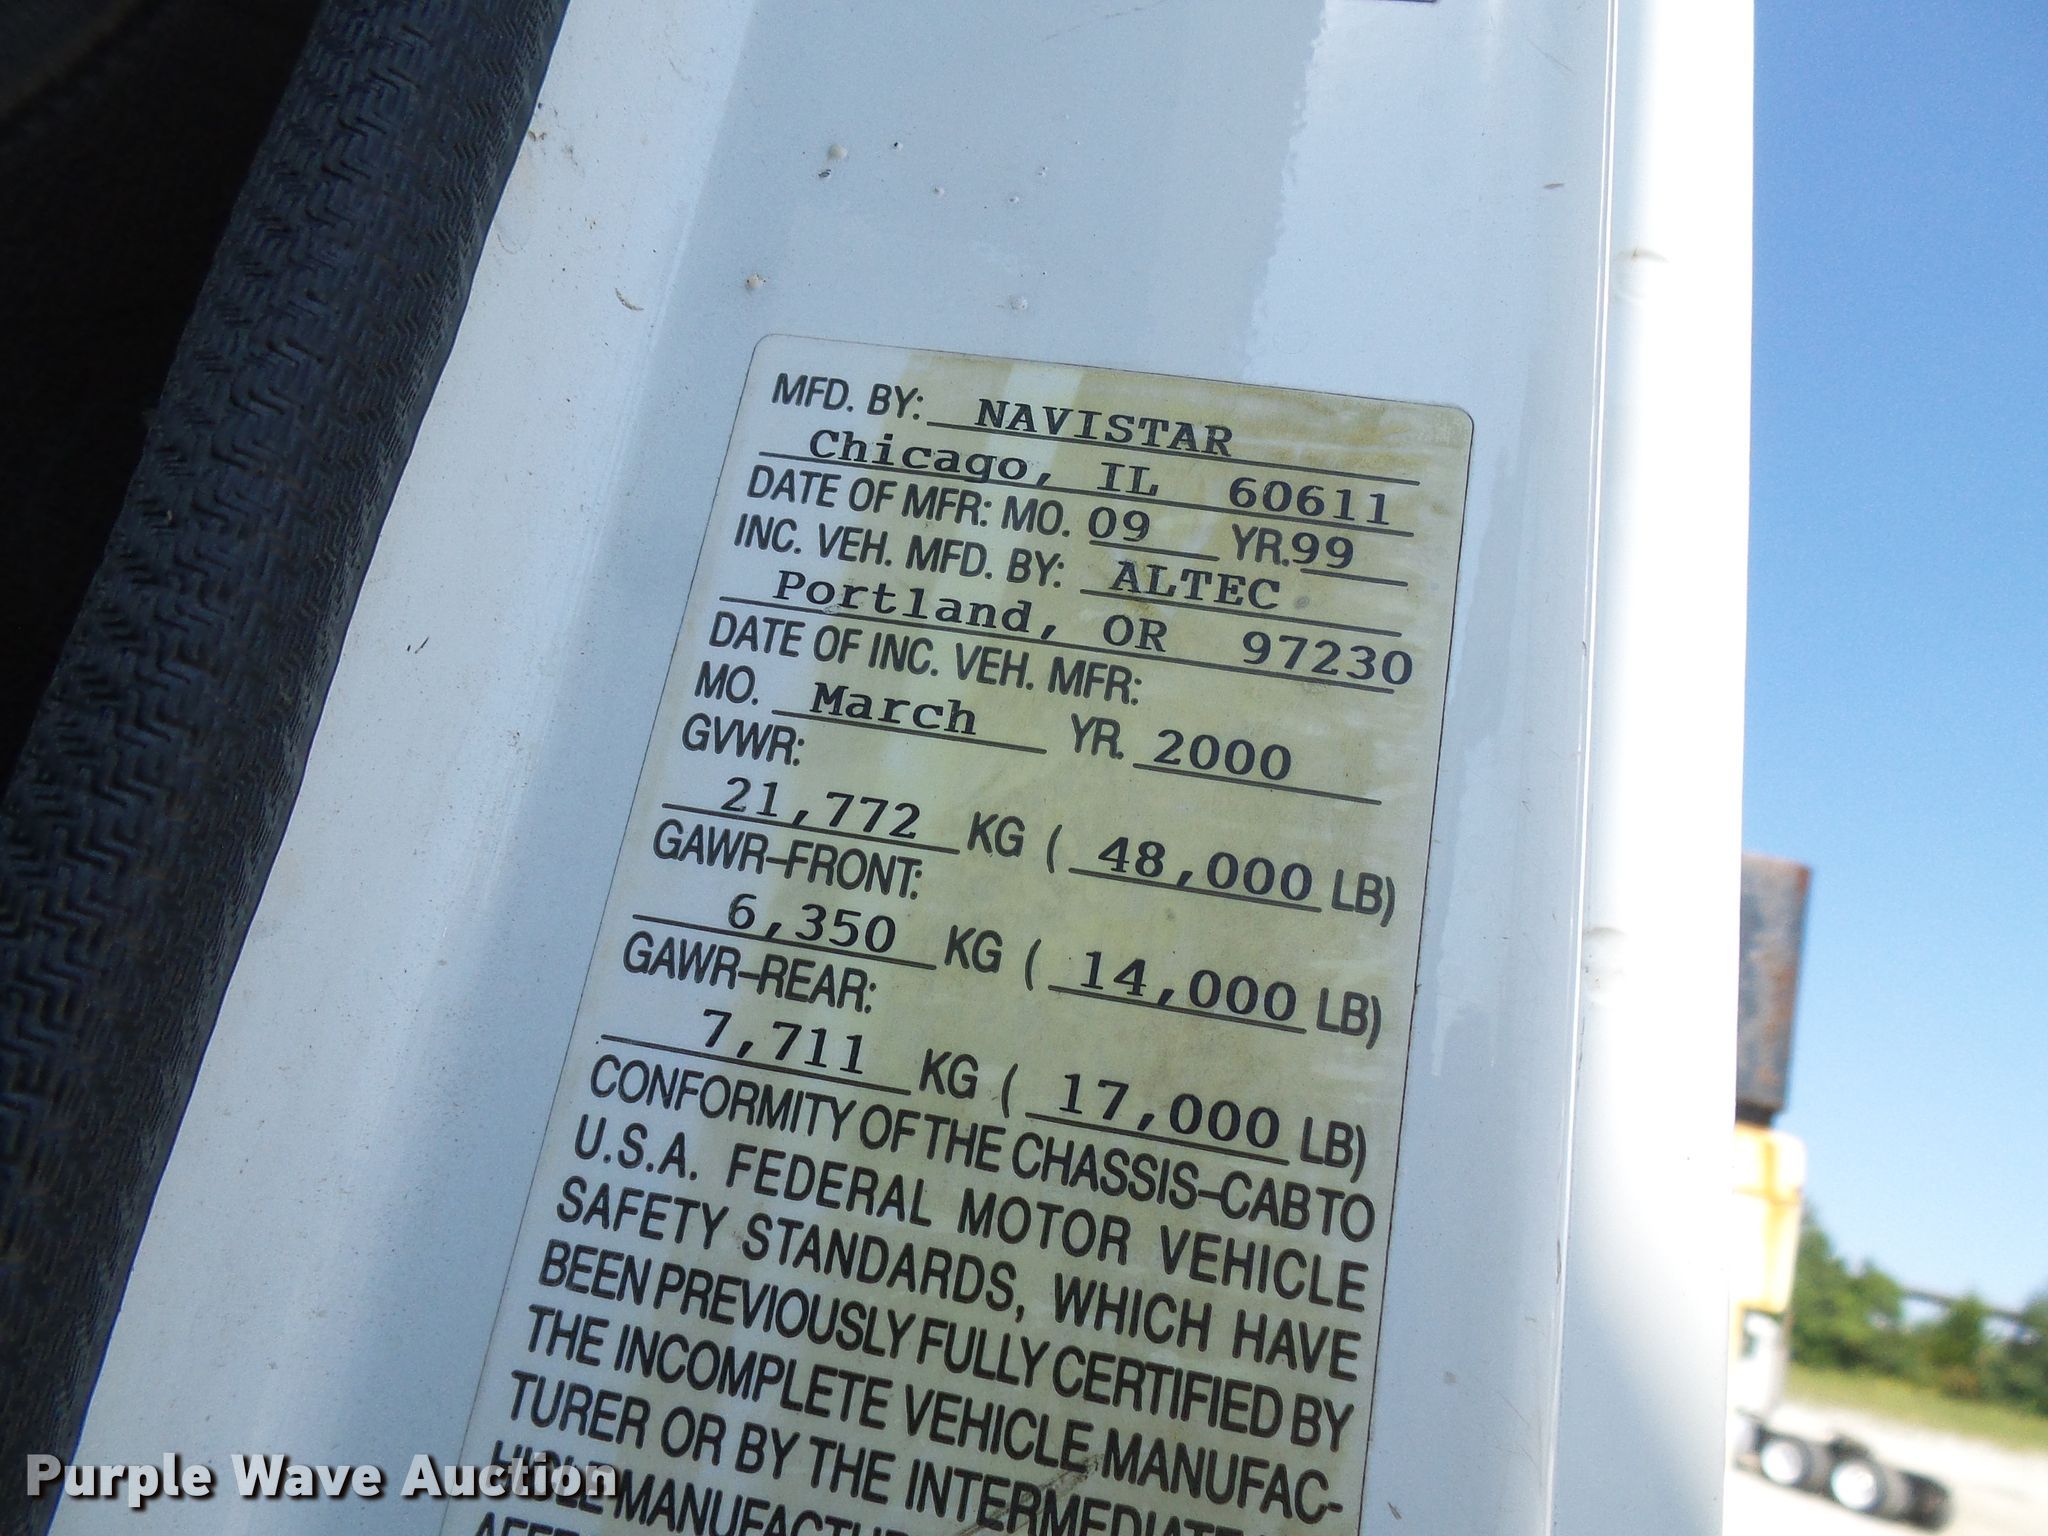 MFD. BY: NAVISTAR
Chicago, IL 60611
DATE OF MFR: MO. 09 YR. 99
INC. VEH. MFD. BY: ALTEC
Portland, OR 97230
DATE OF INC. VEH. MFR:
MO. March YR. 2000
GVWR:
21,772 KG ( 48,000 LB)
GAWR-FRONT:
6,350 KG ( 14,000 LB)
GAWR-REAR:
7,711 KG ( 17,000 LB)
CONFORMITY OF THE CHASSIS-CAB TO
U.S.A. FEDERAL MOTOR VEHICLE
SAFETY STANDARDS, WHICH HAVE
BEEN PREVIOUSLY FULLY CERTIFIED BY
THE INCOMPLETE VEHICLE MANUFAC-
TURER OR BY THE INTERMEDIATE
Purple Wave Auction